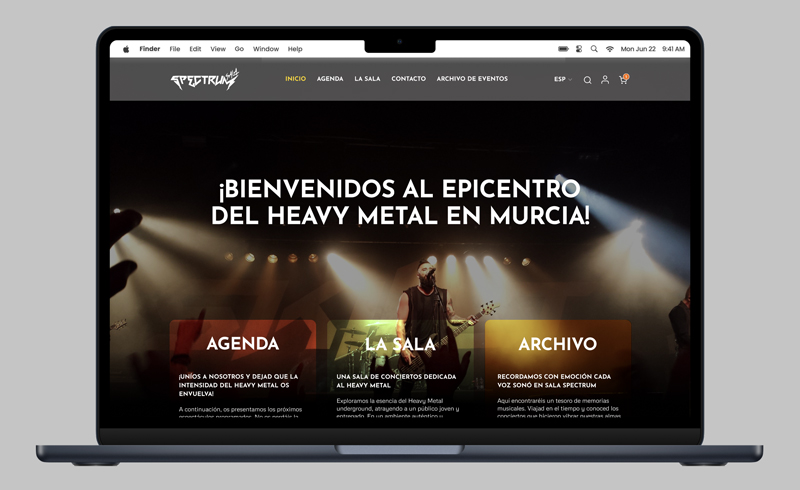 Finder File Edit View Go Window Help Mon Jun 22 9:41 AM
SPECTRUM INICIO AGENDA LA SALA CONTACTO ARCHIVO DE EVENTOS ESP 1
¡BIENVENIDOS AL EPICENTRO
DEL HEAVY METAL EN MURCIA!
AGENDA
¡UNÍOS A NOSOTROS Y DEJAD QUE LA
INTENSIDAD DEL HEAVY METAL OS
ENVUELVA!
A continuación, os presentamos los próximos
LA SALA
UNA SALA DE CONCIERTOS DEDICADA
AL HEAVY METAL
Exploramos la esencia del Heavy Metal
underground, atrayendo a un público joven y
entregado. En un ambiente auténtico y
ARCHIVO
RECORDAMOS CON EMOCIÓN CADA
VOZ SONÓ EN SALA SPECTRUM
Aquí encontraréis un tesoro de memorias
musicales. Viajad en el tiempo y conoced los
conciertos que hicieron vibrar nuestras almas